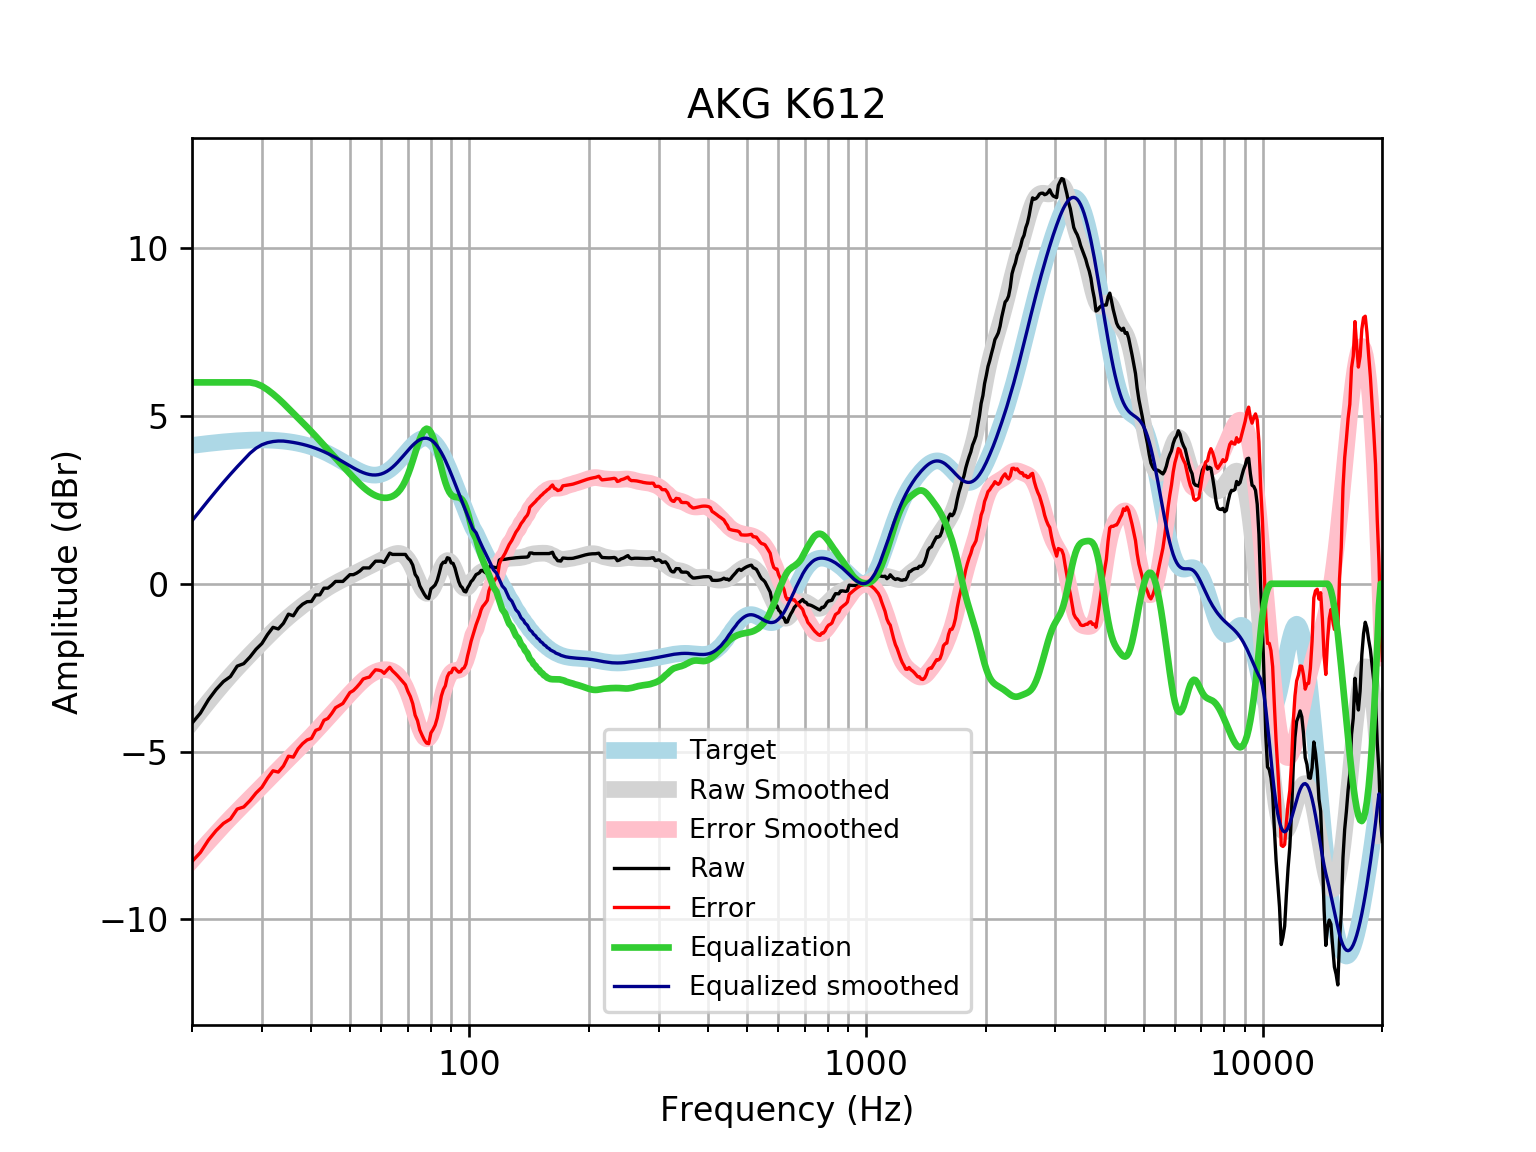 AKG K612
Amplitude (dBr)
10
5
0
−5
−10
Target
Raw Smoothed
Error Smoothed
Raw
Error
Equalization
Equalized smoothed
100
1000
10000
Frequency (Hz)